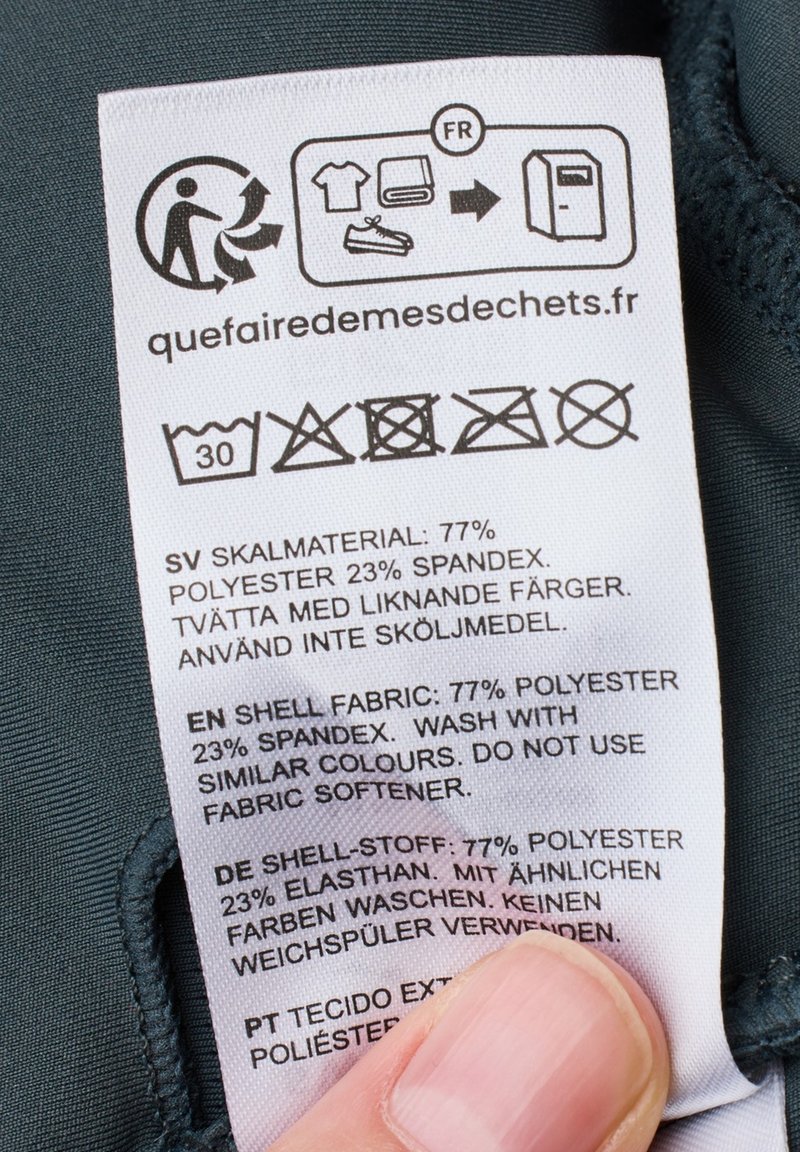 FR
quefairedemesdechets.fr
30
SV SKALMATERIAL: 77%
POLYESTER 23% SPANDEX.
TVÄTTA MED LIKNANDE FÄRGER.
ANVÄND INTE SKÖLJMEDEL.
EN SHELL FABRIC: 77% POLYESTER
23% SPANDEX. WASH WITH
SIMILAR COLOURS. DO NOT USE
FABRIC SOFTENER.
DE SHELL-STOFF: 77% POLYESTER
23% ELASTHAN. MIT ÄHNLICHEN
FARBEN WASCHEN. KEINEN
WEICHSPÜLER VERWENDEN.
PT TECIDO
POLIÉSTER